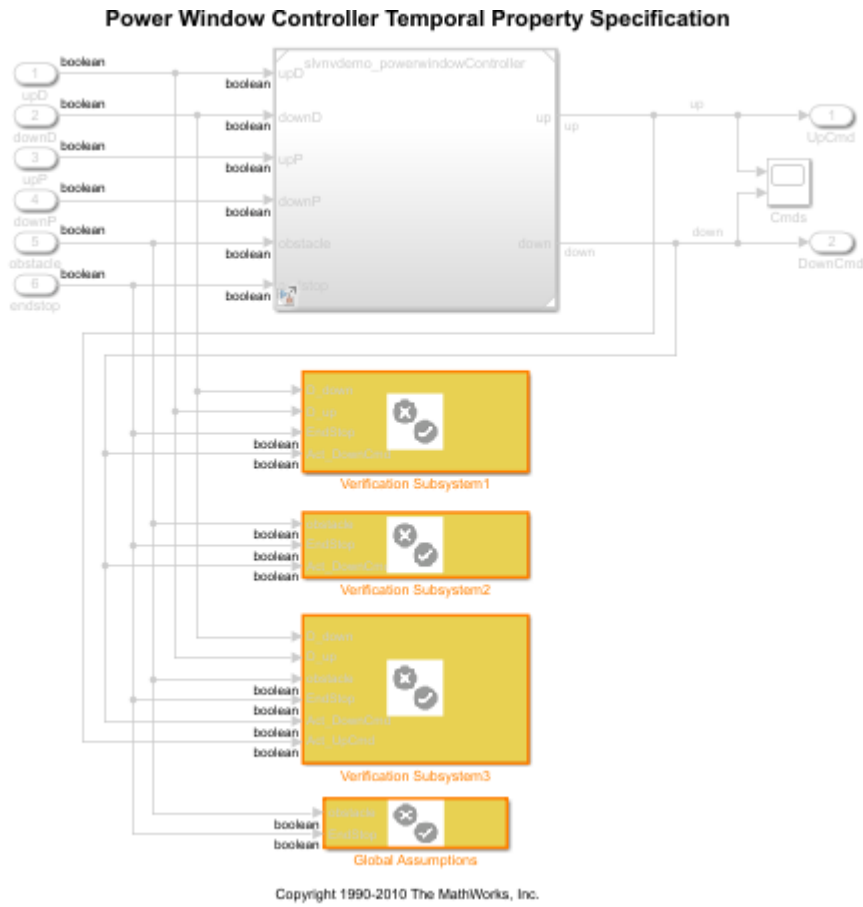 Power Window Controller Temporal Property Specification
boolean
1
upD
boolean
2
downD
boolean
3
upP
boolean
4
downP
boolean
5
obstacle
boolean
6
endstop
slvnvdemo_powerwindowController
boolean
upD
boolean
downD
boolean
upP
boolean
downP
boolean
obstacle
boolean
up
up
up
1
UpCmd
Cmds
down
down
down
2
DownCmd
boolean
boolean
Verification Subsystem1
boolean
boolean
boolean
Verification Subsystem2
boolean
boolean
boolean
boolean
Verification Subsystem3
boolean
boolean
Global Assumptions
Copyright 1990-2010 The MathWorks, Inc.